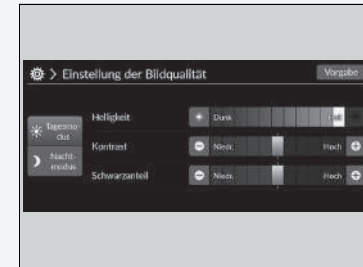 > Einstellung der Bildqualität
Vorgabe
Tagesmo-
dus
Nacht-
modus
Helligkeit
Dunk
Hell
Kontrast
Niedr.
Hoch
Schwarzanteil
Niedr.
Hoch